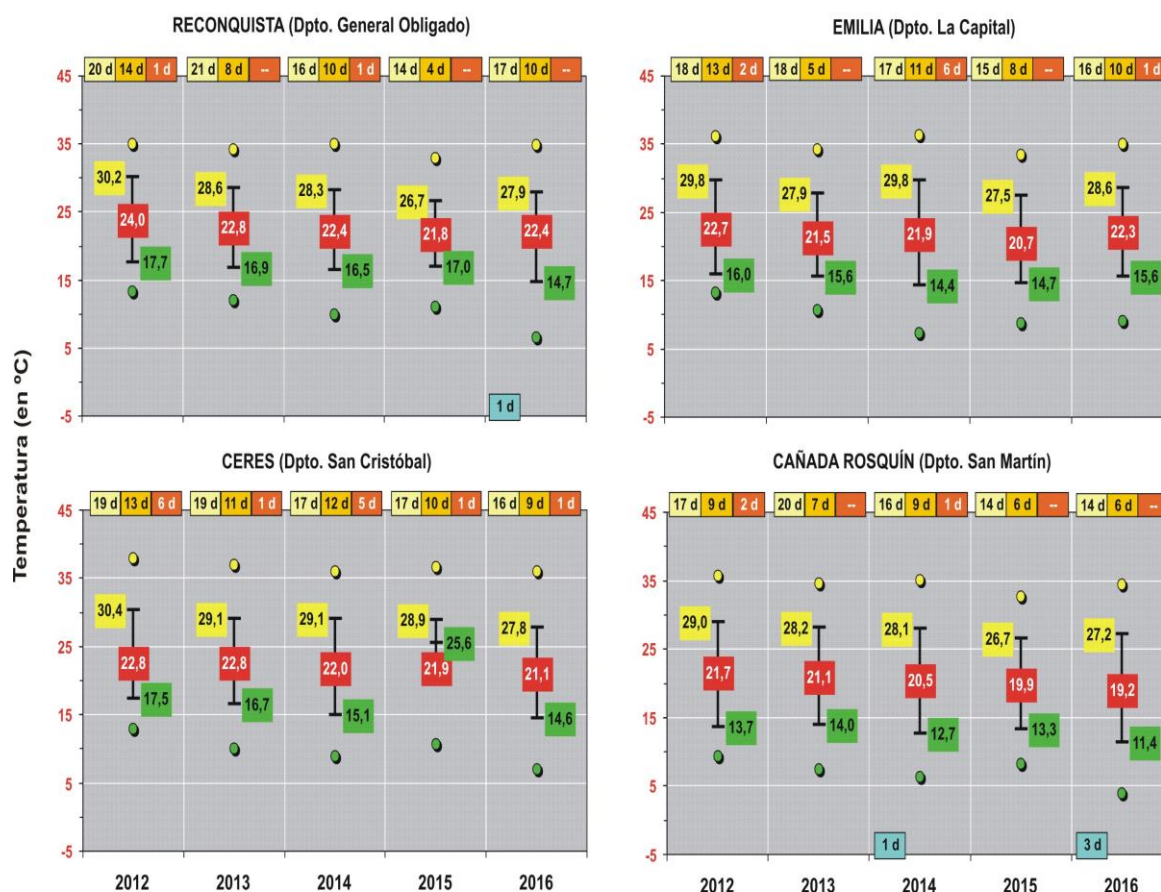 RECONQUISTA (Dpto. General Obligado)
20 d 14 d 1 d 21 d 8 d -- 16 d 10 d 1 d 14 d 4 d -- 17 d 10 d --
45
35
25
15
5
-5
30,2 24,0 17,7
28,6 22,8 16,9
28,3 22,4 16,5
26,7 21,8 17,0
27,9 22,4 14,7
1 d
EMILIA (Dpto. La Capital)
18 d 13 d 2 d 18 d 5 d -- 17 d 11 d 6 d 15 d 8 d -- 16 d 10 d 1 d
45
35
25
15
5
-5
29,8 22,7 16,0
27,9 21,5 15,6
29,8 21,9 14,4
27,5 20,7 14,7
28,6 22,3 15,6
Temperatura (en ºC)
CERES (Dpto. San Cristóbal)
19 d 13 d 6 d 19 d 11 d 1 d 17 d 12 d 5 d 17 d 10 d 1 d 16 d 9 d 1 d
45
35
25
15
5
-5
30,4 22,8 17,5
29,1 22,8 16,7
29,1 22,0 15,1
28,9 21,9 25,6
27,8 21,1 14,6
2012 2013 2014 2015 2016
CAÑADA ROSQUÍN (Dpto. San Martín)
17 d 9 d 2 d 20 d 7 d -- 16 d 9 d 1 d 14 d 6 d -- 14 d 6 d --
45
35
25
15
5
-5
29,0 21,7 13,7
28,2 21,1 14,0
28,1 20,5 12,7
26,7 19,9 13,3
27,2 19,2 11,4
1 d 3 d
2012 2013 2014 2015 2016